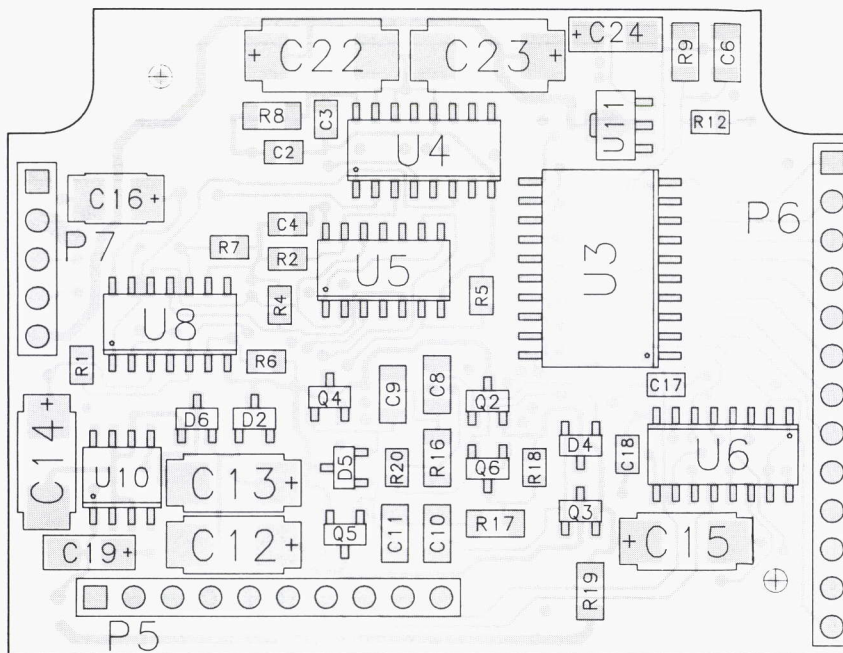 + C22
C23 +
+ C24
R9
C6
R8
C3
U4
U11
R12
C2
C16 +
P7
C4
R7
R2
U5
U3
P6
R4
R5
U8
R1
R6
C17
Q4
C9
C8
Q2
C14 +
D6
D2
D4
C18
U6
U10
C13 +
D5
R20
R16
Q6
R18
C12 +
Q5
C11
C10
R17
Q3
+ C15
C19 +
R19
P5